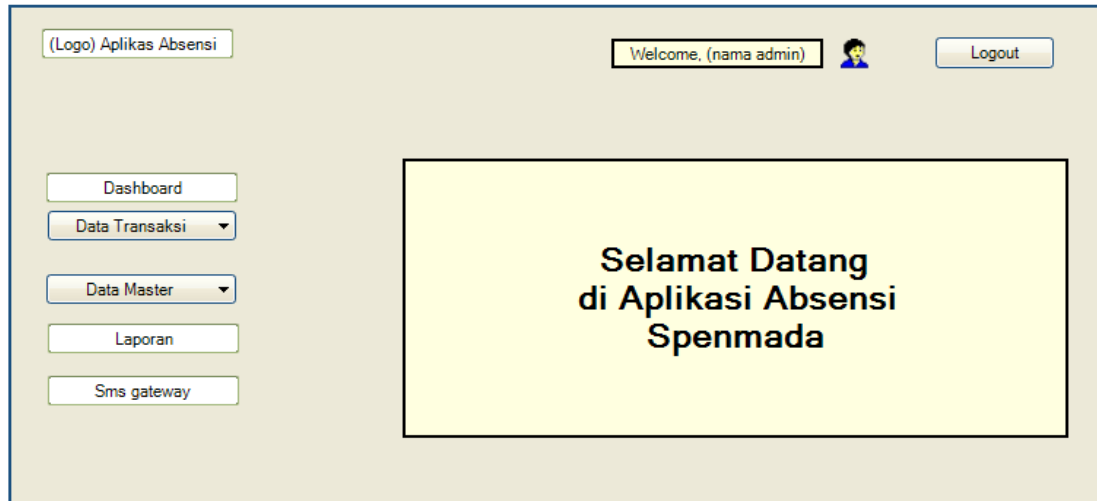 (Logo) Aplikas Absensi
Welcome, (nama admin)
Logout
Dashboard
Data Transaksi
Data Master
Laporan
Sms gateway
Selamat Datang
di Aplikasi Absensi
Spenmada